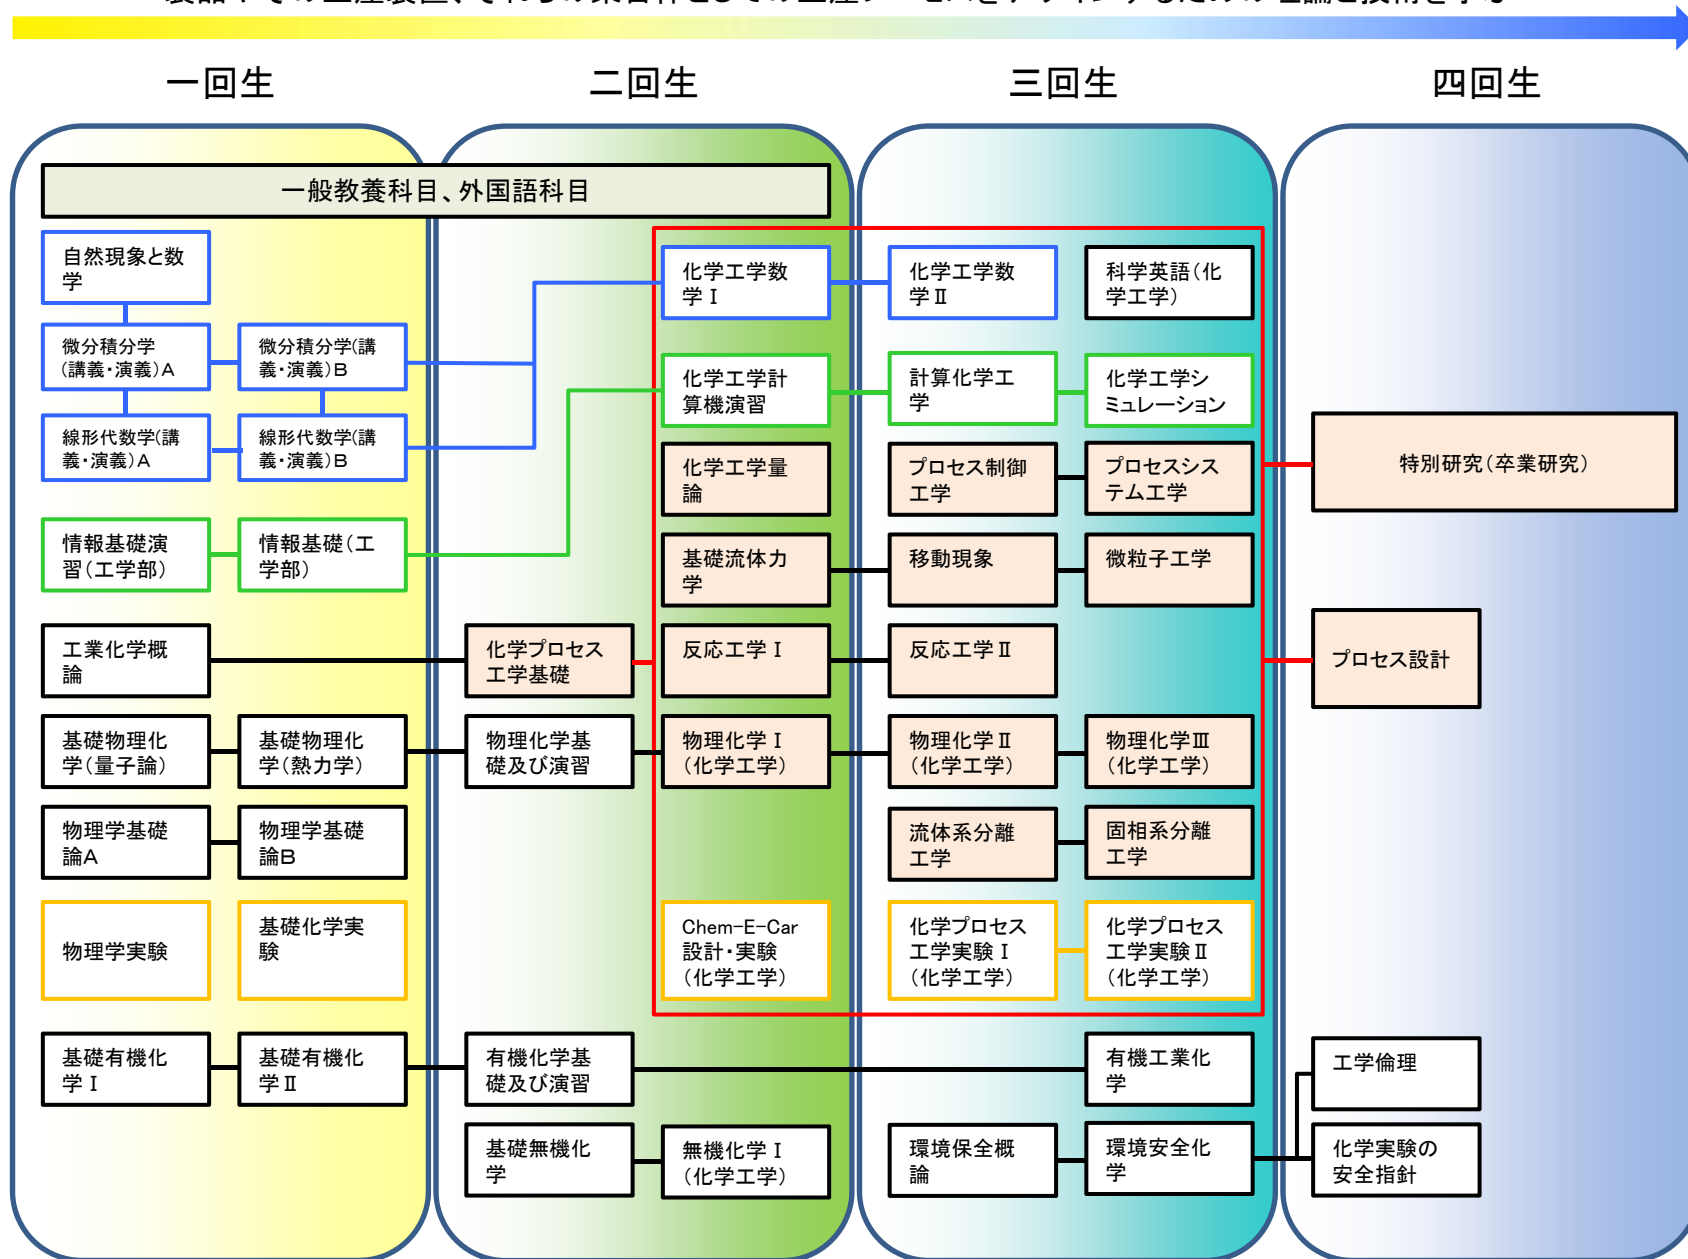 一回生
二回生
三回生
四回生
一般教養科目、外国語科目
自然現象と数
学
化学工学数
学Ⅰ
化学工学数
学Ⅱ
科学英語(化
学工学)
微分積分学
(講義・演義)A
微分積分学(講
義・演義)B
化学工学計
算機演習
計算化学工
学
化学工学シ
ミュレーション
線形代数学(講
義・演義)A
線形代数学(講
義・演義)B
化学工学量
論
プロセス制御
工学
プロセスシス
テム工学
特別研究(卒業研究)
情報基礎演
習(工学部)
情報基礎(工
学部)
基礎流体力
学
移動現象
微粒子工学
工業化学概
論
化学プロセス
工学基礎
反応工学Ⅰ
反応工学Ⅱ
プロセス設計
基礎物理化
学(量子論)
基礎物理化
学(熱力学)
物理化学基
礎及び演習
物理化学Ⅰ
(化学工学)
物理化学Ⅱ
(化学工学)
物理化学Ⅲ
(化学工学)
物理学基礎
論A
物理学基礎
論B
流体系分離
工学
固相系分離
工学
物理学実験
基礎化学実
験
Chem-E-Car
設計・実験
(化学工学)
化学プロセス
工学実験Ⅰ
(化学工学)
化学プロセス
工学実験Ⅱ
(化学工学)
基礎有機化
学Ⅰ
基礎有機化
学Ⅱ
有機化学基
礎及び演習
有機工業化
学
工学倫理
基礎無機化
学
無機化学Ⅰ
(化学工学)
環境保全概
論
環境安全化
学
化学実験の
安全指針